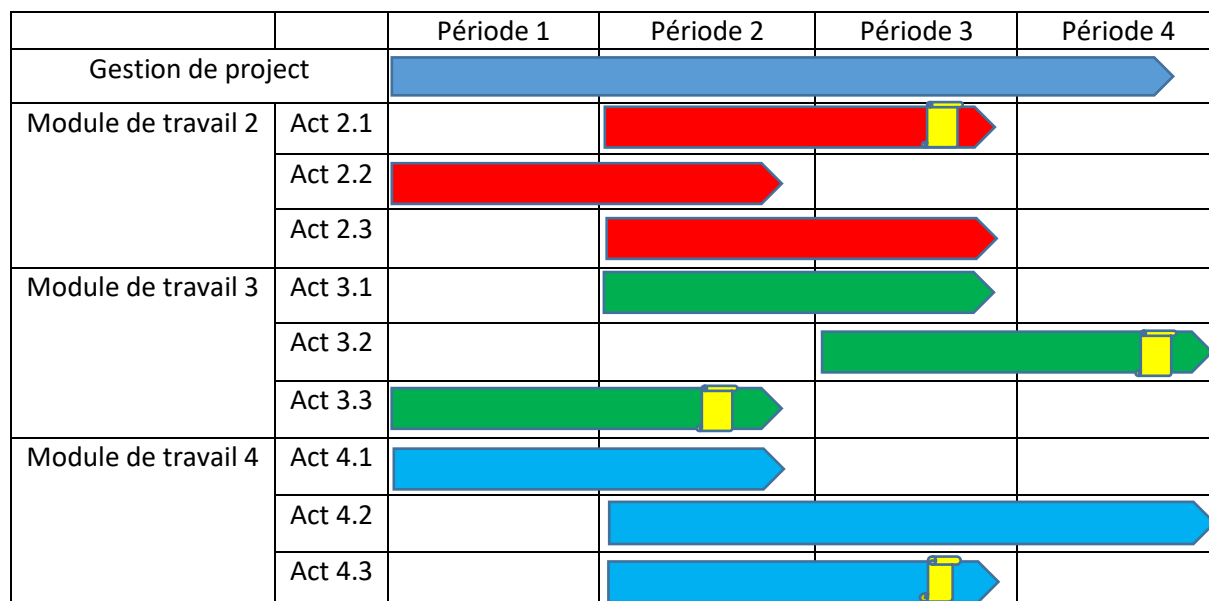 Période 1 Période 2 Période 3 Période 4
Gestion de project
Module de travail 2 Act 2.1
Act 2.2
Act 2.3
Module de travail 3 Act 3.1
Act 3.2
Act 3.3
Module de travail 4 Act 4.1
Act 4.2
Act 4.3